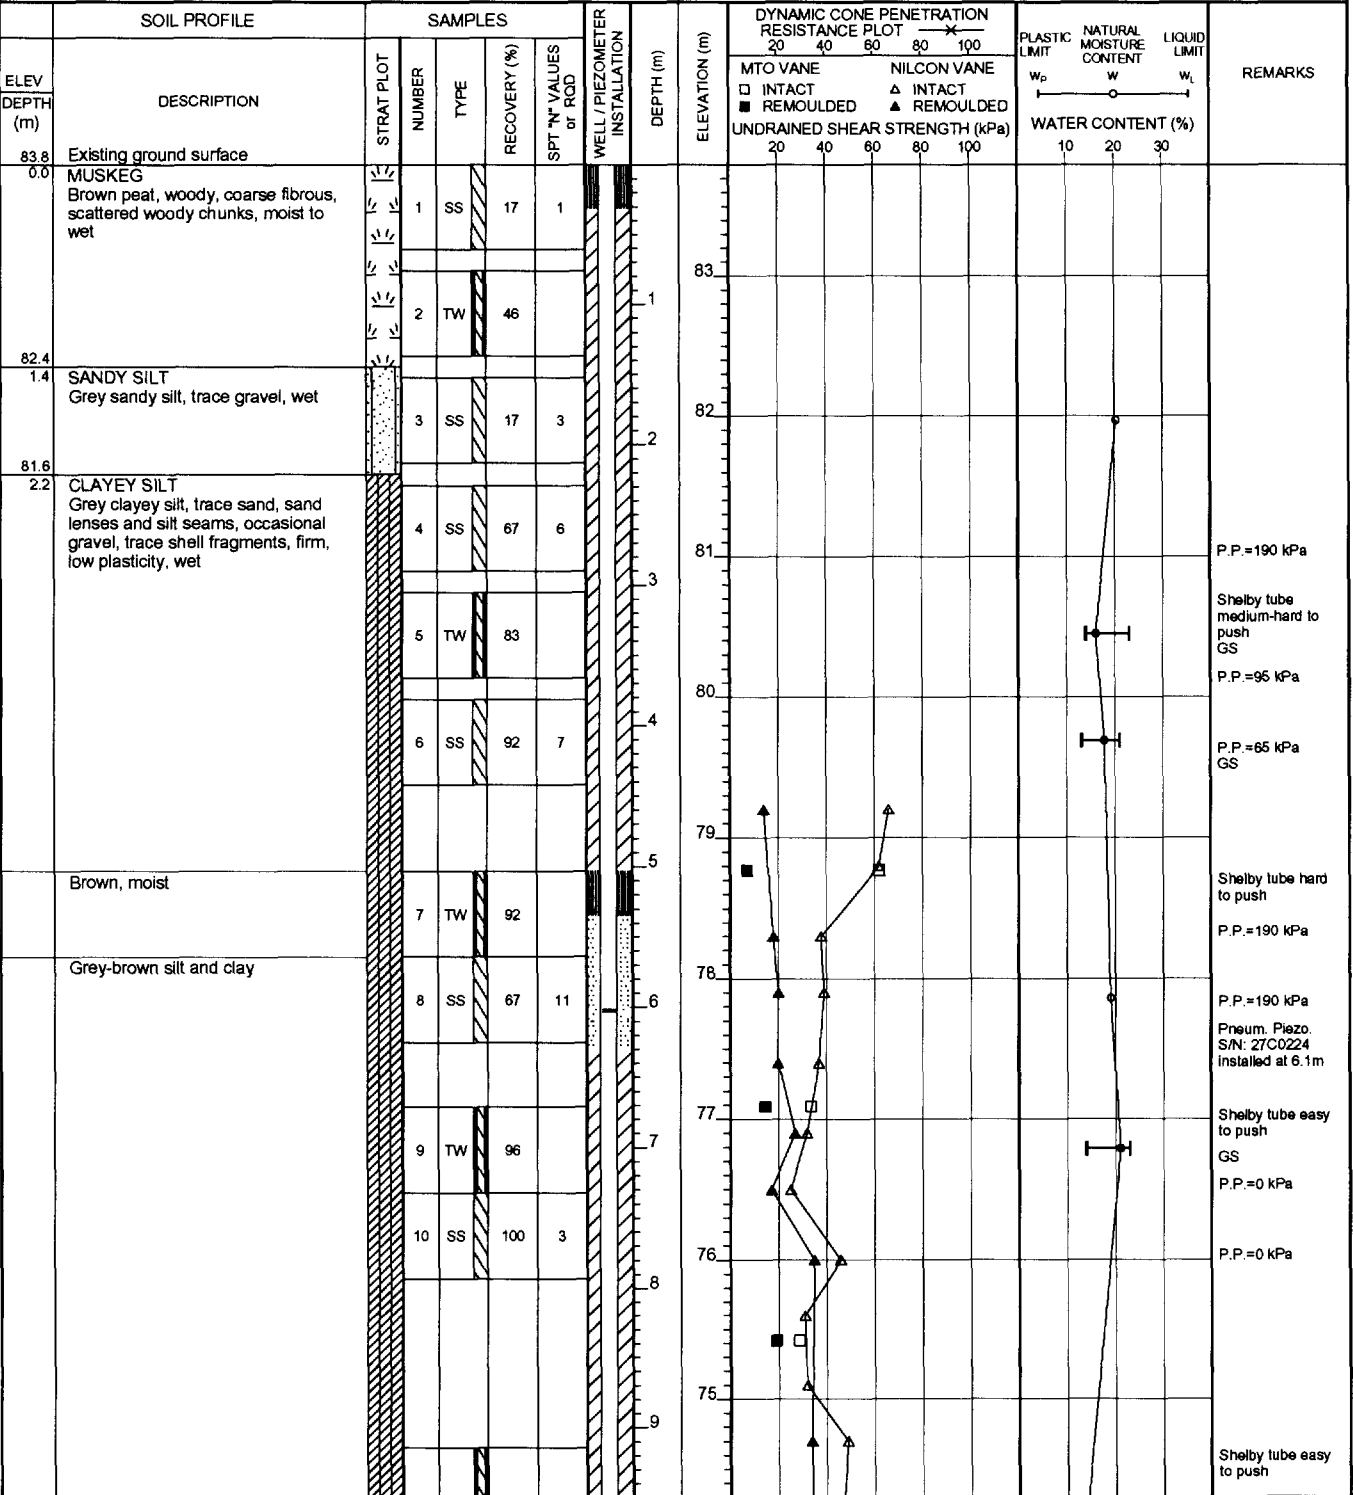 SOIL PROFILE
SAMPLES
WELL / PIEZOMETER
INSTALLATION
DEPTH (m)
ELEVATION (m)
DYNAMIC CONE PENETRATION
RESISTANCE PLOT
20 40 60 80 100
MTO VANE NILCON VANE
INTACT INTACT
REMOULDED REMOULDED
UNDRAINED SHEAR STRENGTH (kPa)
20 40 60 80 100
PLASTIC LIMIT
NATURAL MOISTURE CONTENT
LIQUID LIMIT
WP W WL
WATER CONTENT (%)
10 20 30
REMARKS
ELEV
DEPTH
(m)
DESCRIPTION
STRAT PLOT
NUMBER
TYPE
RECOVERY (%)
SPT "N" VALUES
or RQD
83.8 Existing ground surface
0.0 MUSKEG
Brown peat, woody, coarse fibrous,
scattered woody chunks, moist to
wet
1 SS 17 1
83
1
2 TW 46
82.4
1.4 SANDY SILT
Grey sandy silt, trace gravel, wet
3 SS 17 3
82
2
81.6
2.2 CLAYEY SILT
Grey clayey silt, trace sand, sand
lenses and silt seams, occasional
gravel, trace shell fragments, firm,
low plasticity, wet
4 SS 67 6
81
P.P.=190 kPa
3
5 TW 83
Shelby tube
medium-hard to
push
GS
P.P.=95 kPa
80
4
6 SS 92 7
P.P.=65 kPa
GS
79
5
Brown, moist
7 TW 92
Shelby tube hard
to push
P.P.=190 kPa
78
Grey-brown silt and clay
8 SS 67 11
6
P.P.=190 kPa
Pneum. Piezo.
S/N: 27C0224
installed at 6.1m
77
7
9 TW 96
Shelby tube easy
to push
GS
P.P.=0 kPa
10 SS 100 3
76
P.P.=0 kPa
8
75
9
Shelby tube easy
to push